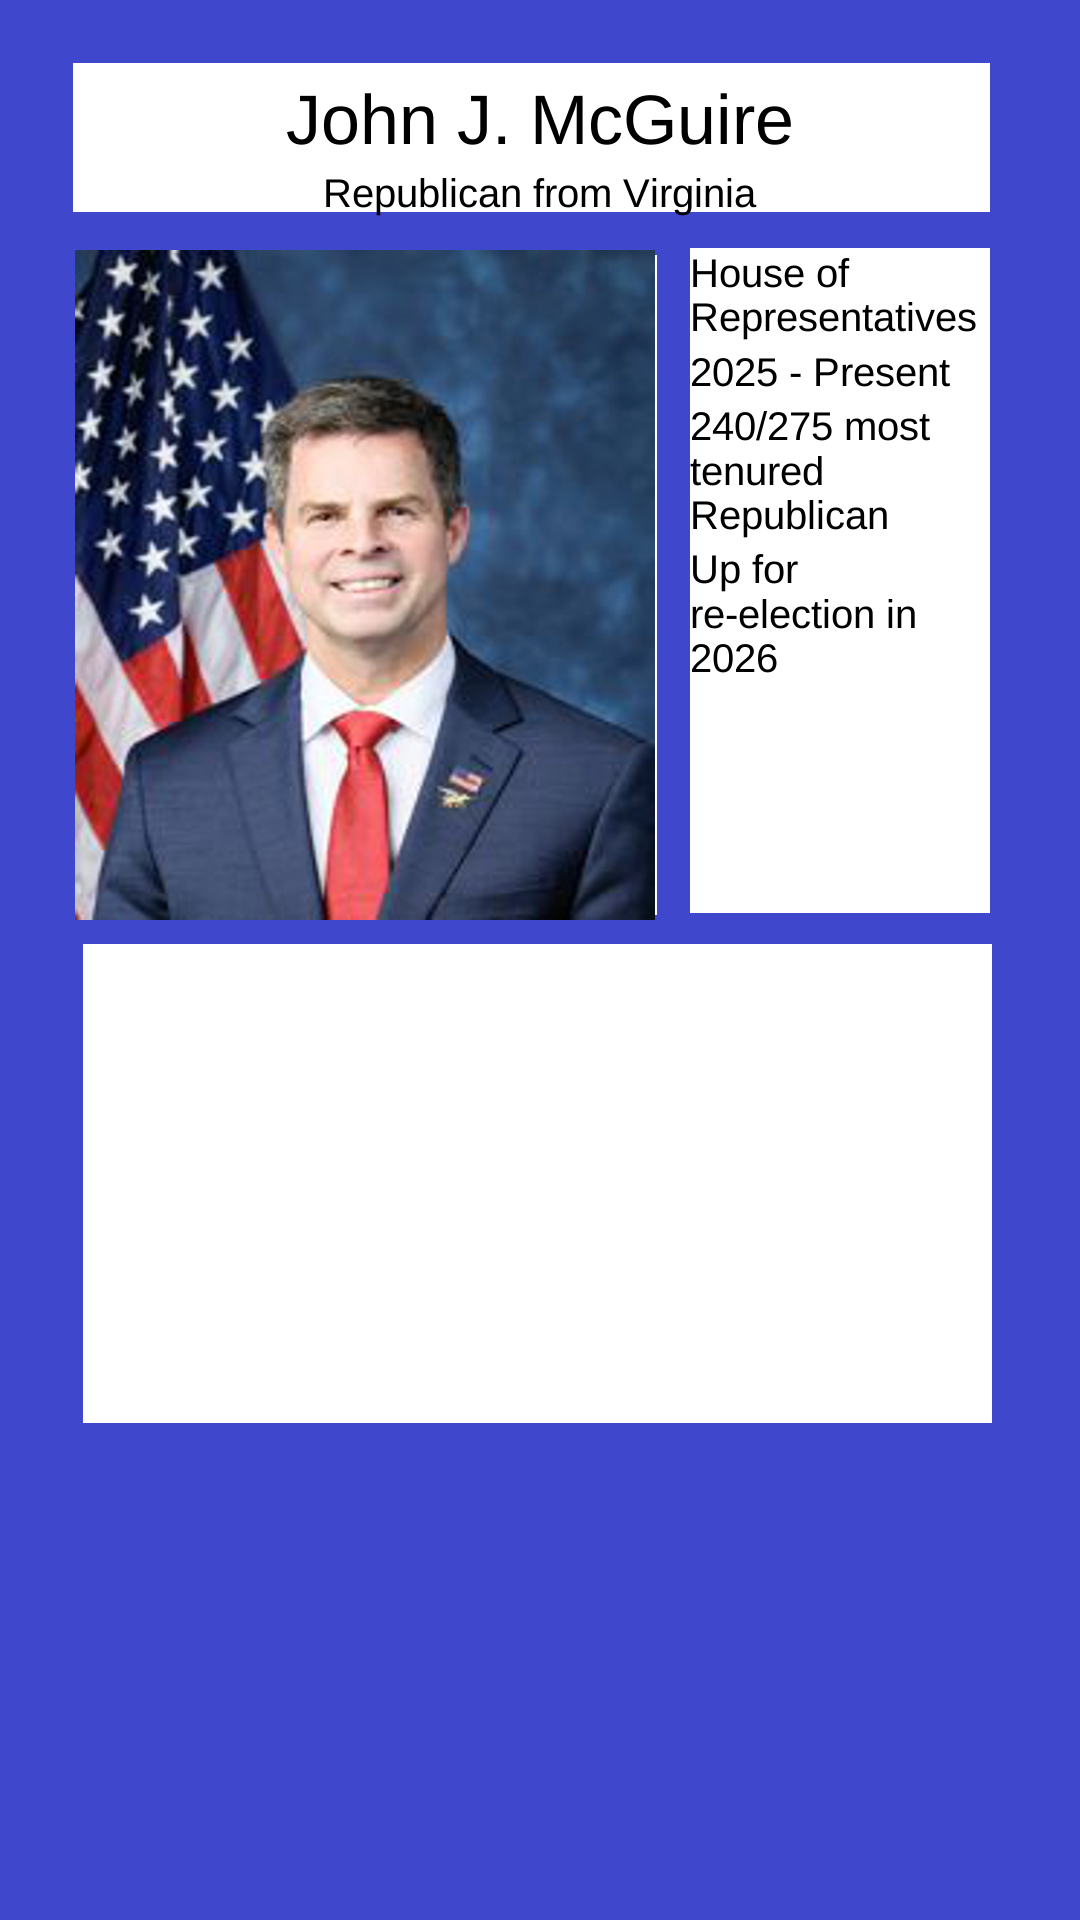 John J. McGuire
Republican from Virginia
House of
Representatives
2025 - Present
240/275 most
tenured
Republican
Up for
re-election in
2026